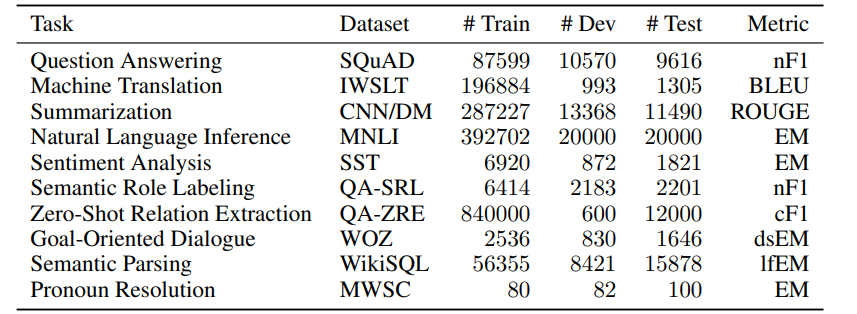 Task Dataset # Train # Dev # Test Metric
Question Answering SQuAD 87599 10570 9616 nF1
Machine Translation IWSLT 196884 993 1305 BLEU
Summarization CNN/DM 287227 13368 11490 ROUGE
Natural Language Inference MNLI 392702 20000 20000 EM
Sentiment Analysis SST 6920 872 1821 EM
Semantic Role Labeling QA-SRL 6414 2183 2201 nF1
Zero-Shot Relation Extraction QA-ZRE 840000 600 12000 cF1
Goal-Oriented Dialogue WOZ 2536 830 1646 dsEM
Semantic Parsing WikiSQL 56355 8421 15878 lfEM
Pronoun Resolution MWSC 80 82 100 EM